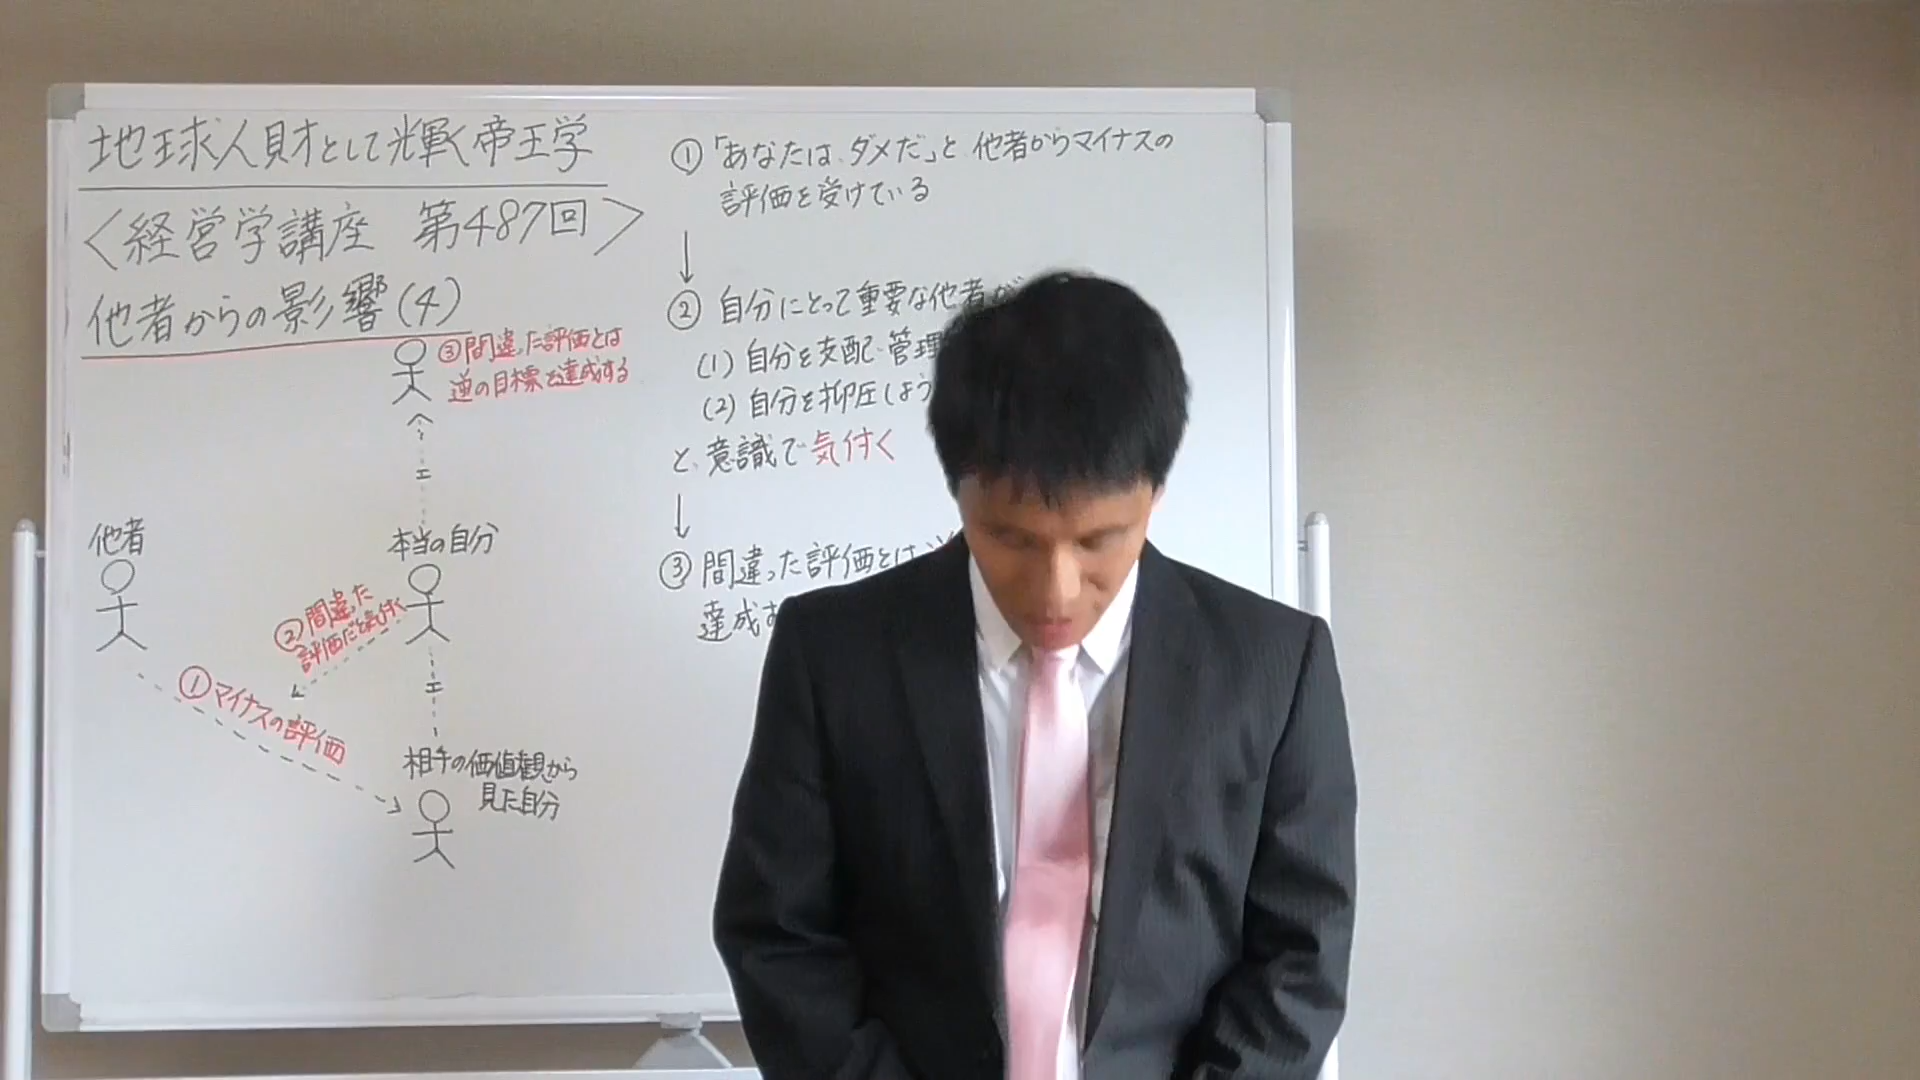 地球人財として輝く帝王学
<経営学講座 第487回>
他者からの影響(4)
③間違った評価とは
逆の目標を達成する
他者
本当の自分
②間違った
評価だと気付く
①マイナスの評価
相手の価値観から
見た自分
①「あなたは、ダメだ」と、他者からマイナスの
評価を受けている
② 自分にとって重要な他者が
(1) 自分を支配・管理
(2) 自分を抑圧しよう
と、意識で気付く
③ 間違った評価とは
達成